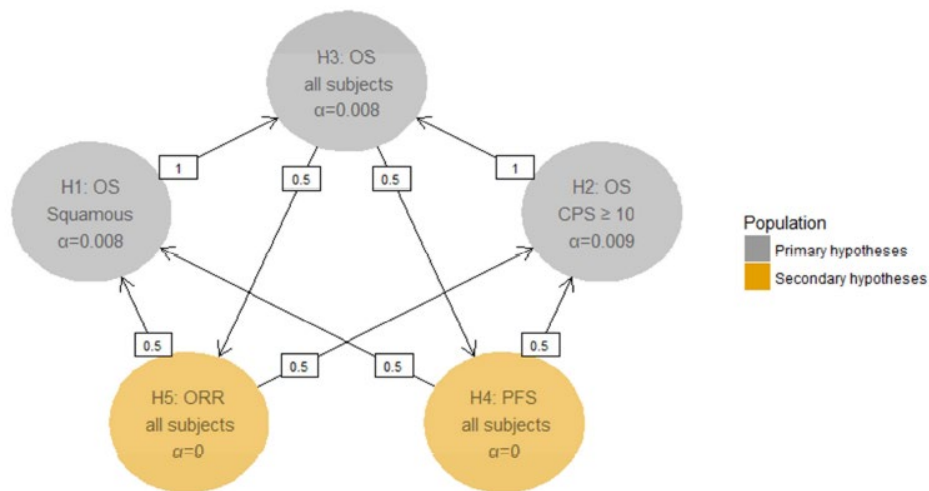 H3: OS
all subjects
α=0.008
1
0.5
0.5
1
H1: OS
Squamous
α=0.008
H2: OS
CPS ≥ 10
α=0.009
Population
Primary hypotheses
Secondary hypotheses
0.5
0.5
0.5
0.5
H5: ORR
all subjects
α=0
H4: PFS
all subjects
α=0